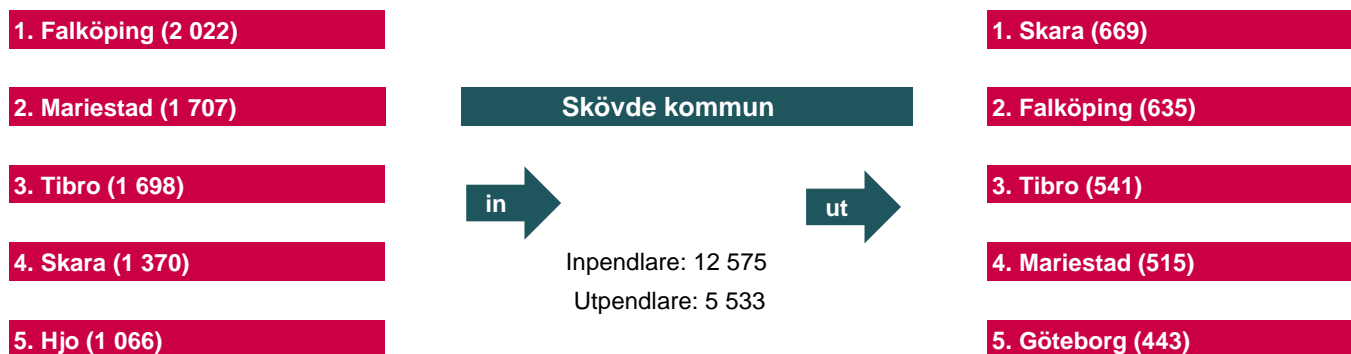 1. Falköping (2 022)
2. Mariestad (1 707)
3. Tibro (1 698)
4. Skara (1 370)
5. Hjo (1 066)
Skövde kommun
in
ut
Inpendlare: 12 575
Utpendlare: 5 533
1. Skara (669)
2. Falköping (635)
3. Tibro (541)
4. Mariestad (515)
5. Göteborg (443)